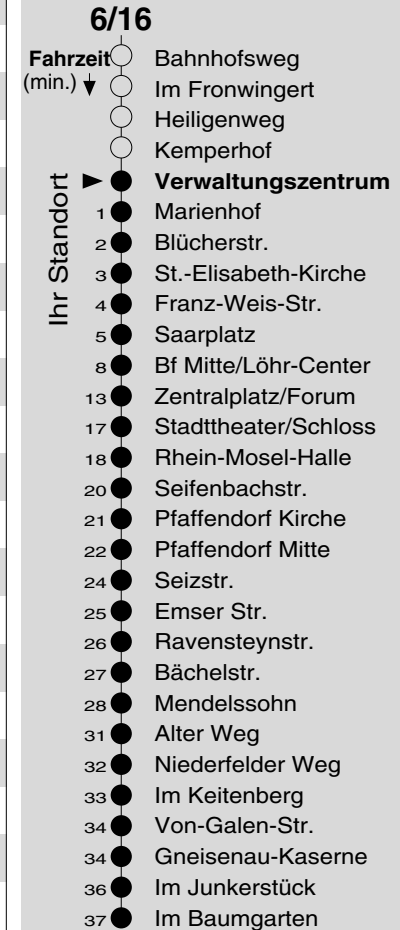 6/16
Fahrzeit Bahnhofsweg
(min.) Im Fronwingert
Heiligenweg
Kemperhof
Ihr Standort
Verwaltungszentrum
1 Marienhof
2 Blücherstr.
3 St.-Elisabeth-Kirche
4 Franz-Weis-Str.
5 Saarplatz
8 Bf Mitte/Löhr-Center
13 Zentralplatz/Forum
17 Stadttheater/Schloss
18 Rhein-Mosel-Halle
20 Seifenbachstr.
21 Pfaffendorf Kirche
22 Pfaffendorf Mitte
24 Seizstr.
25 Emser Str.
26 Ravensteynstr.
27 Bächelstr.
28 Mendelssohn
31 Alter Weg
32 Niederfelder Weg
33 Im Keitenberg
34 Von-Galen-Str.
34 Gneisenau-Kaserne
36 Im Junkerstück
37 Im Baumgarten